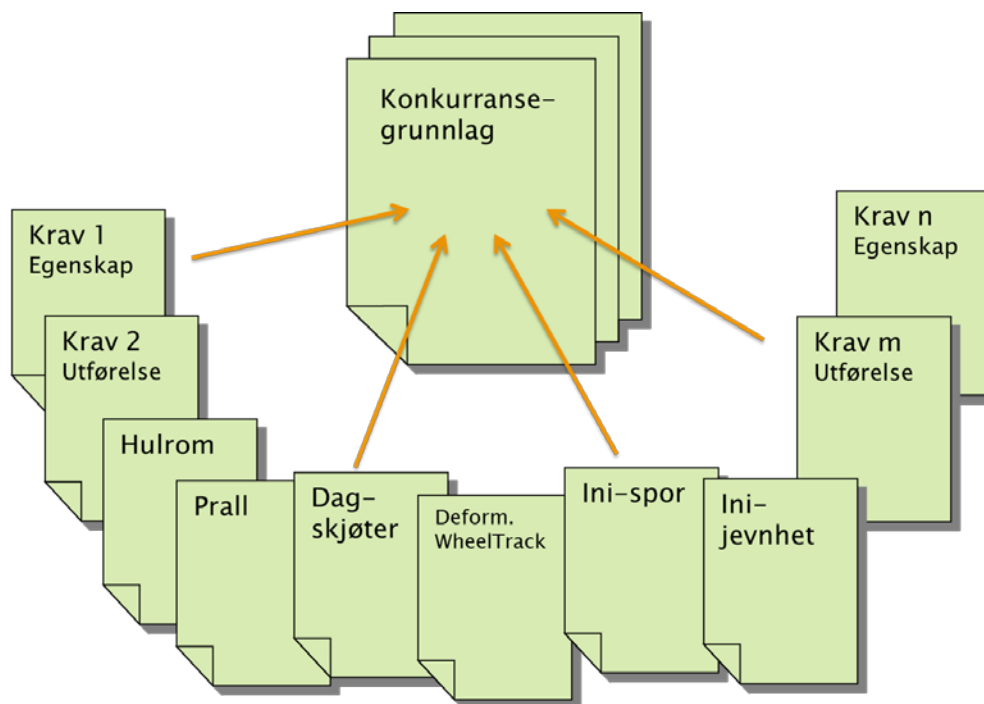 Konkurranse-
grunnlag
Krav 1
Egenskap
Krav 2
Utførelse
Hulrom
Prall
Dag-
skjøter
Deform.
WheelTrack
Ini-spor
Ini-
jevnhet
Krav m
Utførelse
Krav n
Egenskap